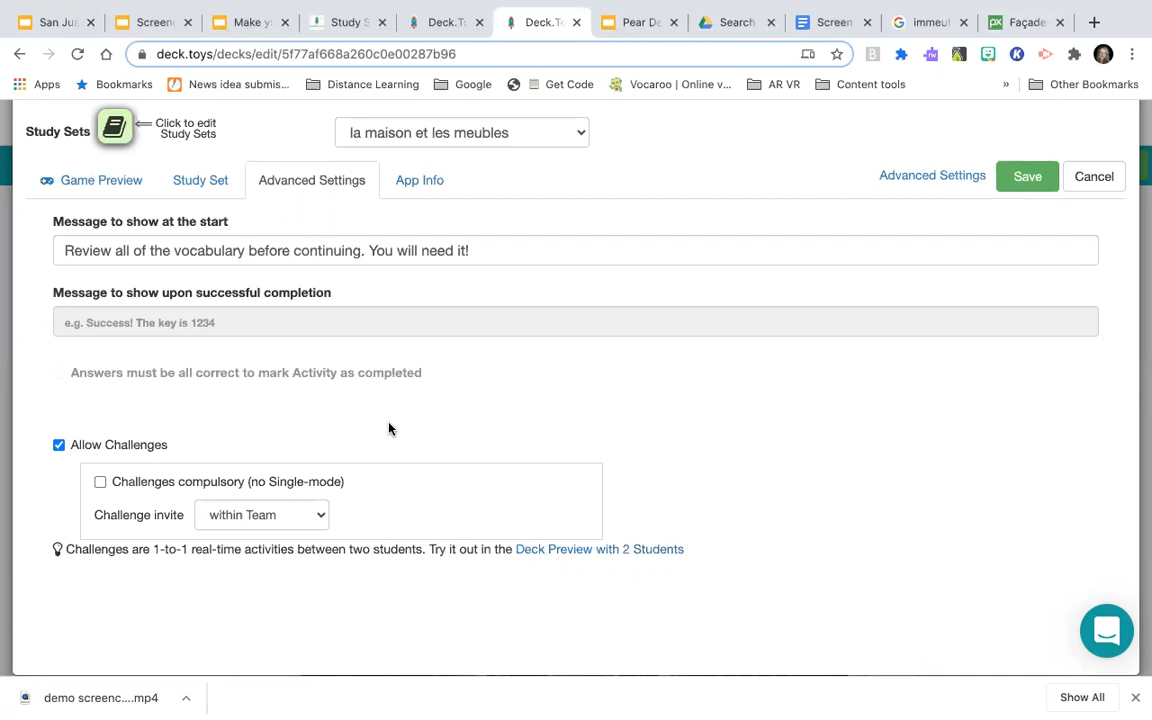 San Jua
Screenc
Make y
Study S
Deck.To
Deck.To
Pear De
Search
Screen
immeul
Façade
deck.toys/decks/edit/5f77af668a260c0e00287b96
Apps
Bookmarks
News idea submis...
Distance Learning
Google
Get Code
Vocaroo | Online v...
AR VR
Content tools
»
Other Bookmarks
Study Sets
Click to edit
Study Sets
la maison et les meubles
Game Preview
Study Set
Advanced Settings
App Info
Advanced Settings
Save
Cancel
Message to show at the start
Review all of the vocabulary before continuing. You will need it!
Message to show upon successful completion
e.g. Success! The key is 1234
Answers must be all correct to mark Activity as completed
Allow Challenges
Challenges compulsory (no Single-mode)
Challenge invite
within Team
Challenges are 1-to-1 real-time activities between two students. Try it out in the Deck Preview with 2 Students
demo screenc....mp4
Show All